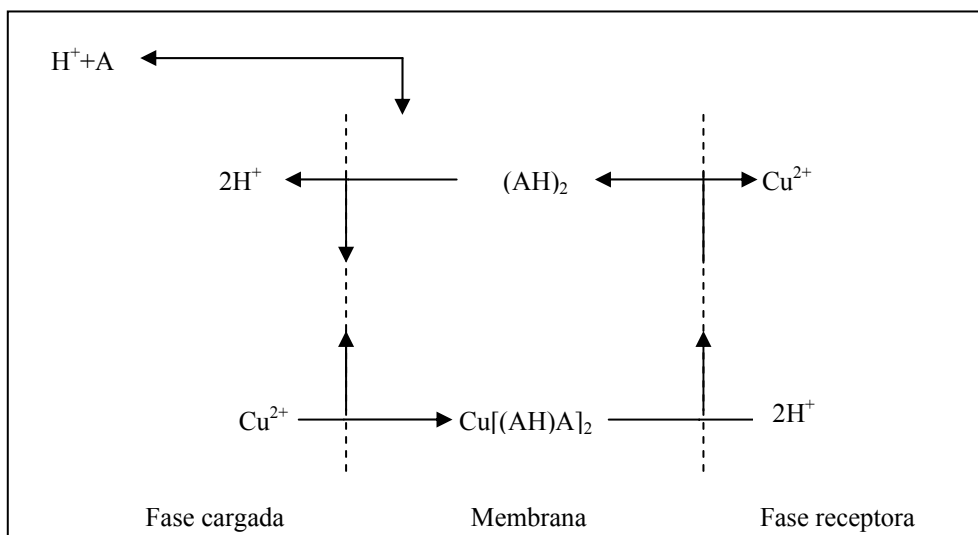 H⁺+A
2H⁺ (AH)₂ Cu²⁺
Cu²⁺ Cu[(AH)A]₂ 2H⁺
Fase cargada Membrana Fase receptora